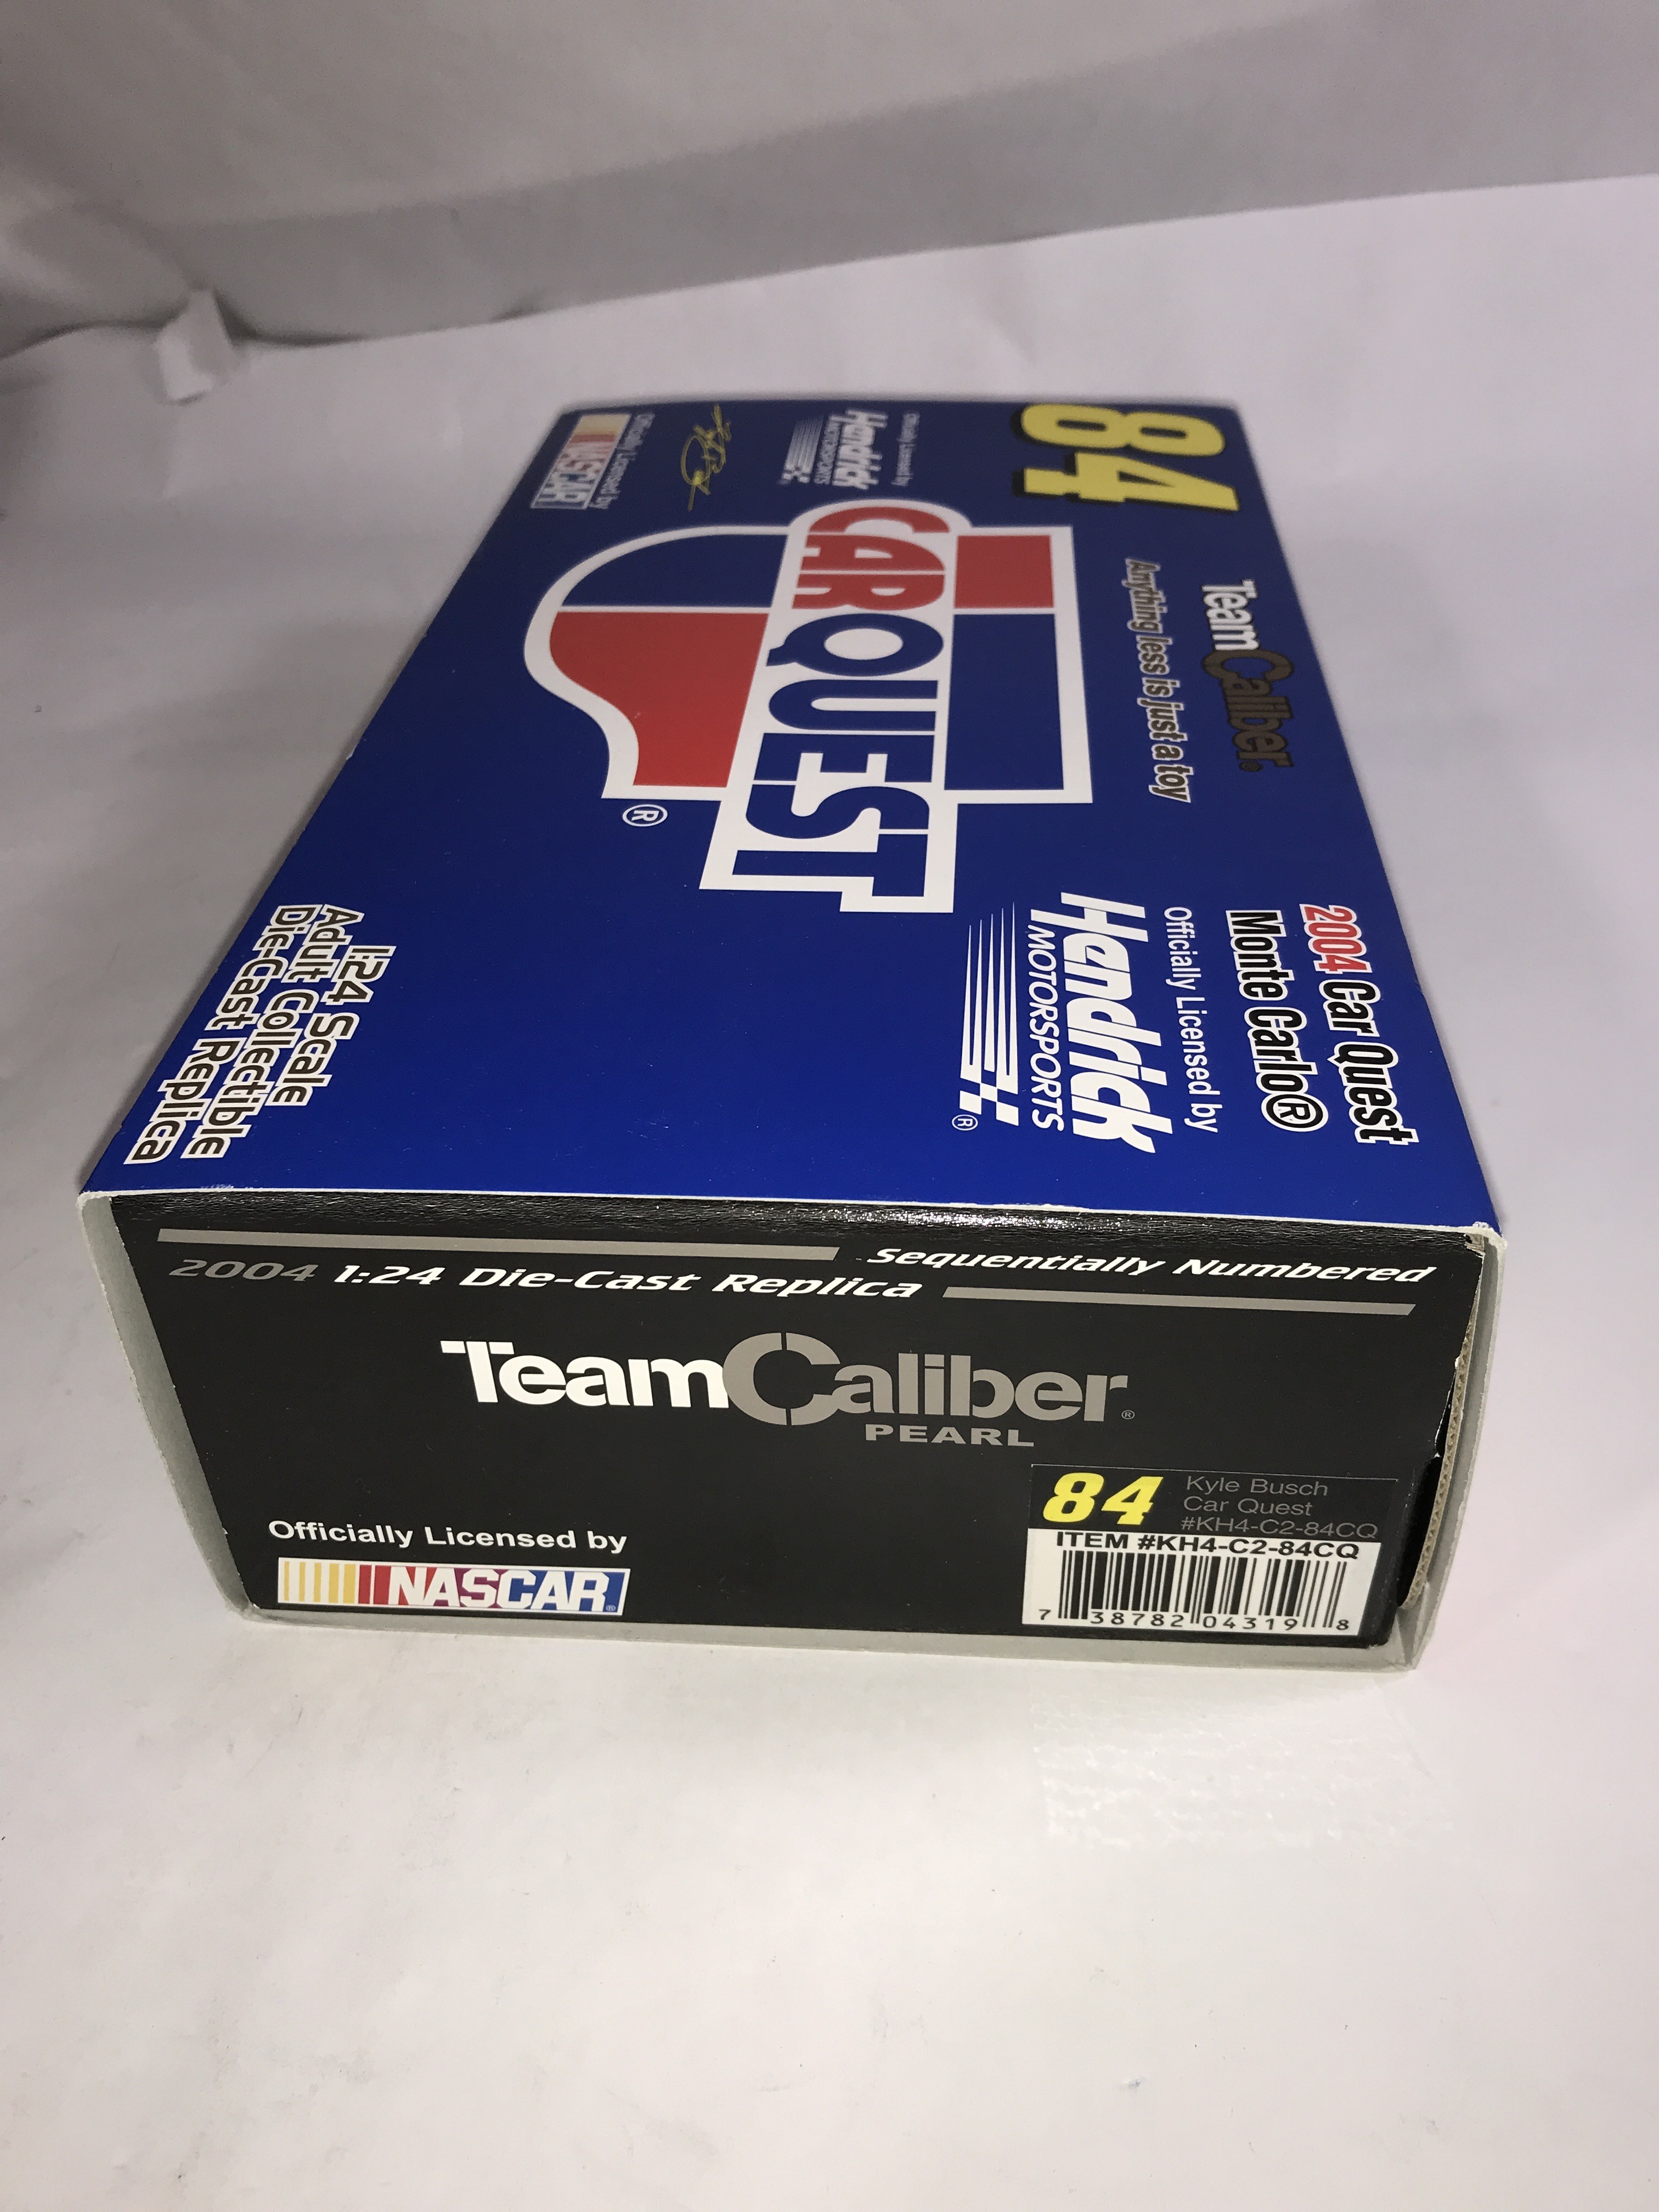 84
TeamCaliber®
Anything less is just a toy
2004 Car Quest
Monte Carlo®
Officially Licensed by
Hendrick
MOTORSPORTS
®
Officially Licensed by
Hendrick
MOTORSPORTS
CARQUEST
®
Officially Licensed by
NASCAR
1:24 Scale
Adult Collectible
Die-Cast Replica
Sequentially Numbered
2004 1:24 Die-Cast Replica
TeamCaliber®
PEARL
Officially Licensed by
NASCAR®
84
Kyle Busch
Car Quest
#KH4-C2-84CQ
ITEM #KH4-C2-84CQ
7 38782 04319 8